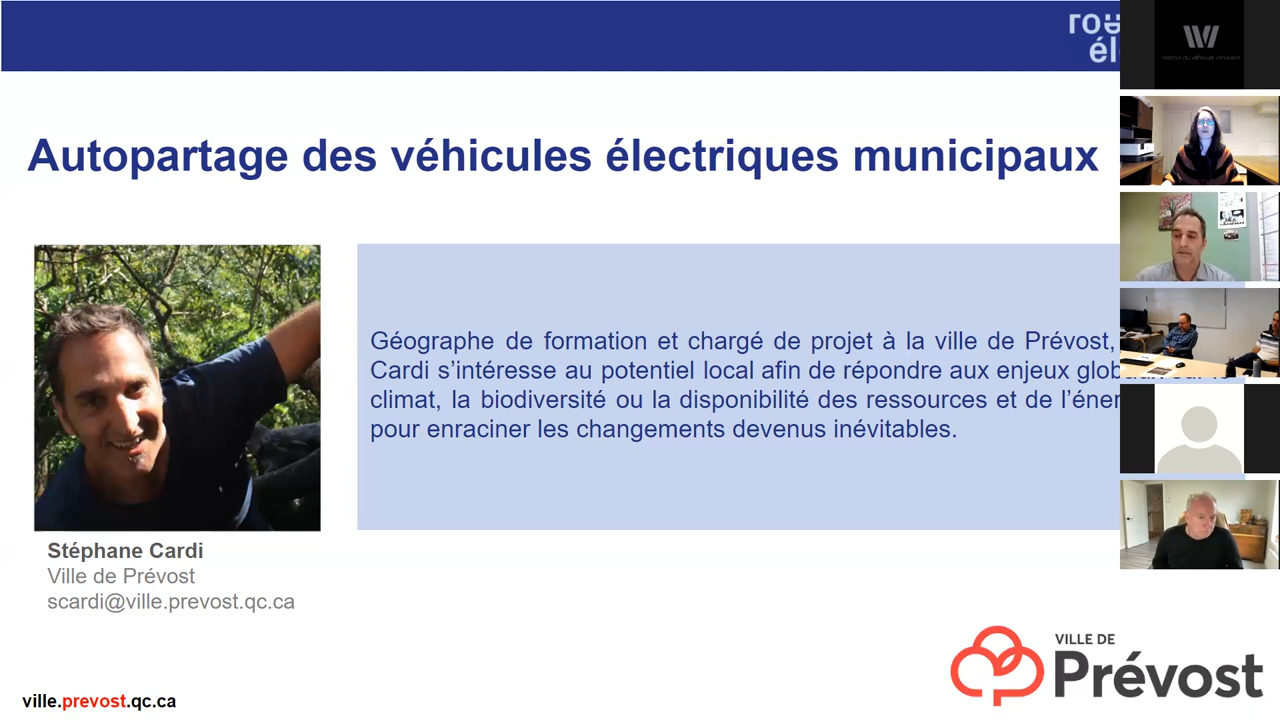 Autopartage des véhicules électriques municipaux
Géographe de formation et chargé de projet à la ville de Prévost,
Cardi s’intéresse au potentiel local afin de répondre aux enjeux
climat, la biodiversité ou la disponibilité des ressources et de
pour enraciner les changements devenus inévitables.
Stéphane Cardi
Ville de Prévost
scardi@ville.prevost.qc.ca
VILLE DE
Prévost
ville.prevost.qc.ca